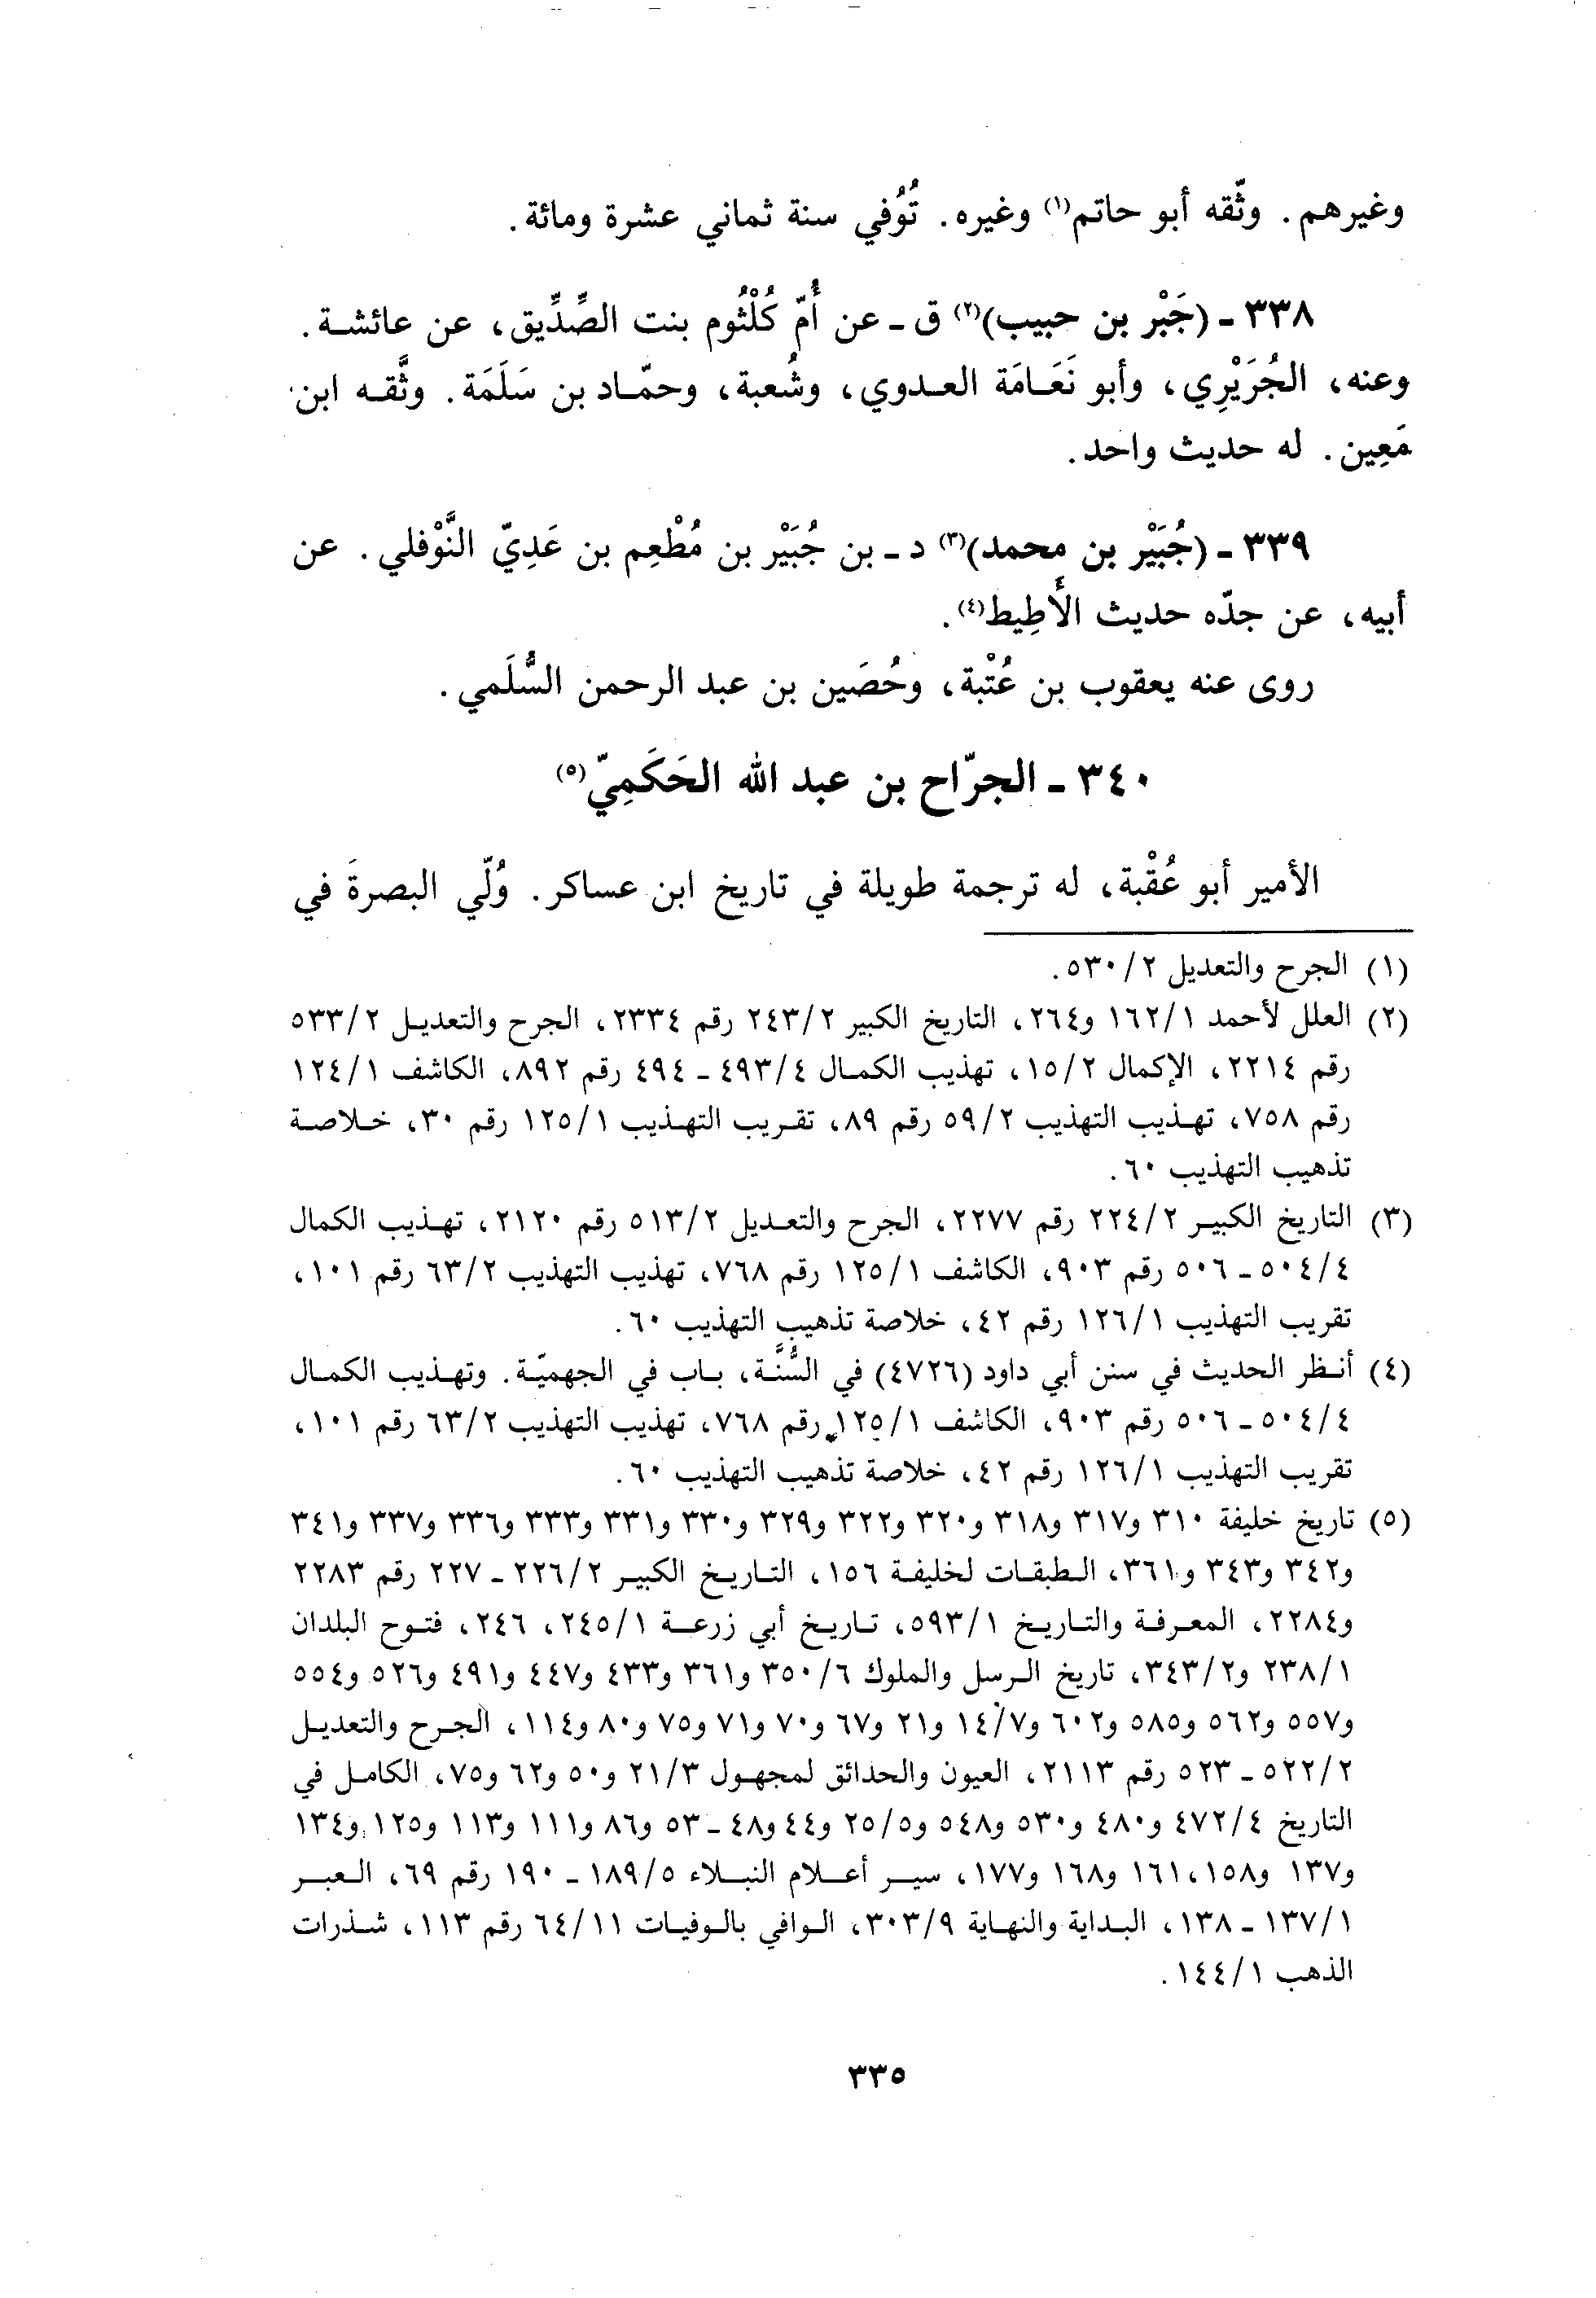 وغيرهم. وثّقه أبو حاتم(١) وغيره. تُوُفي سنة ثماني عشرة ومائة.
٣٣٨ - (جَبْر بن حبيب)(٢) ق - عن أُمّ كُلْثُوم بنت الصِّدِّيق، عن عائشة.
وعنه، الجُرَيْرِي، وأبو نَعَامَة العدوي، وشُعبة، وحمّاد بن سَلَمَة. وثَّقه ابن
مَعِين. له حديث واحد.
٣٣٩ - (جُبَيْر بن محمد)(٣) د - بن جُبَيْر بن مُطْعِم بن عَدِيّ النَّوْفلي. عن
أبيه، عن جدّه حديث الأَطِيط(٤).
روى عنه يعقوب بن عُتْبة، وحُصَين بن عبد الرحمن السُّلَمي.
٣٤٠ - الجرّاح بن عبد الله الحَكَمِيّ(٥)
الأمير أبو عُقْبة، له ترجمة طويلة في تاريخ ابن عساكر. وُلّي البصرةَ في
(١) الجرح والتعديل ٢/ ٥٣٠.
(٢) العلل لأحمد ١/ ١٦٢ و٢٦٤، التاريخ الكبير ٢/ ٢٤٣ رقم ٢٣٣٤، الجرح والتعديل ٢/ ٥٣٣
رقم ٢٢١٤، الإكمال ٢/ ١٥، تهذيب الكمال ٤/ ٤٩٣ - ٤٩٤ رقم ٨٩٢، الكاشف ١/ ١٢٤
رقم ٧٥٨، تهذيب التهذيب ٢/ ٥٩ رقم ٨٩، تقريب التهذيب ١/ ١٢٥ رقم ٣٠، خلاصة
تذهيب التهذيب ٦٠.
(٣) التاريخ الكبير ٢/ ٢٢٤ رقم ٢٢٧٧، الجرح والتعديل ٢/ ٥١٣ رقم ٢١٢٠، تهذيب الكمال
٤/ ٥٠٤ - ٥٠٦ رقم ٩٠٣، الكاشف ١/ ١٢٥ رقم ٧٦٨، تهذيب التهذيب ٢/ ٦٣ رقم ١٠١،
تقريب التهذيب ١/ ١٢٦ رقم ٤٢، خلاصة تذهيب التهذيب ٦٠.
(٤) أنظر الحديث في سنن أبي داود (٤٧٢٦) في السُّنَّة، باب في الجهميّة. وتهذيب الكمال
٤/ ٥٠٤ - ٥٠٦ رقم ٩٠٣، الكاشف ١/ ١٢٥ رقم ٧٦٨، تهذيب التهذيب ٢/ ٦٣ رقم ١٠١،
تقريب التهذيب ١/ ١٢٦ رقم ٤٢، خلاصة تذهيب التهذيب ٦٠.
(٥) تاريخ خليفة ٣١٠ و٣١٧ و٣١٨ و٣٢٠ و٣٢٢ و٣٢٩ و٣٣٠ و٣٣١ و٣٣٣ و٣٣٦ و٣٣٧ و٣٤١
و٣٤٢ و٣٤٣ و٣٦١، الطبقات لخليفة ١٥٦، التاريخ الكبير ٢/ ٢٢٦ - ٢٢٧ رقم ٢٢٨٣
و٢٢٨٤، المعرفة والتاريخ ١/ ٥٩٣، تاريخ أبي زرعة ١/ ٢٤٥، ٢٤٦، فتوح البلدان
١/ ٢٣٨ و٢/ ٣٤٣، تاريخ الرسل والملوك ٦/ ٣٥٠ و٣٦١ و٤٣٣ و٤٤٧ و٤٩١ و٥٢٦ و٥٥٤
و٥٥٧ و٥٦٢ و٥٨٥ و٦٠٢ و٧/ ١٤ و٢١ و٦٧ و٧٠ و٧١ و٧٥ و٨٠ و١١٤، الجرح والتعديل
٢/ ٥٢٢ - ٥٢٣ رقم ٢١١٣، العيون والحدائق لمجهول ٣/ ٢١ و٥٠ و٦٢ و٧٥، الكامل في
التاريخ ٤/ ٤٧٢ و٤٨٠ و٥٣٠ و٥٤٨ و٥/ ٢٥ و٤٤ و٤٨ - ٥٣ و٨٦ و١١١ و١١٣ و١٢٥ و١٣٤
و١٣٧ و١٥٨، ١٦١ و١٦٨ و١٧٧، سير أعلام النبلاء ٥/ ١٨٩ - ١٩٠ رقم ٦٩، العبر
١/ ١٣٧ - ١٣٨، البداية والنهاية ٩/ ٣٠٣، الوافي بالوفيات ١١/ ٦٤ رقم ١١٣، شذرات
الذهب ١/ ١٤٤.
٣٣٥